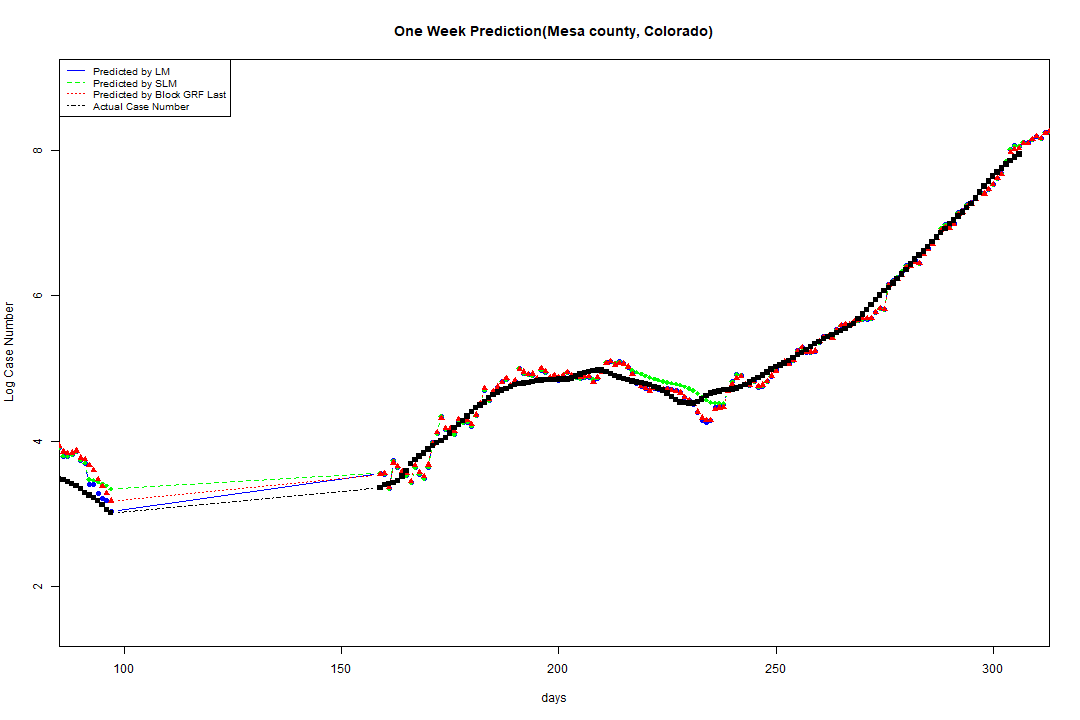 One Week Prediction(Mesa county, Colorado)
Predicted by LM
Predicted by SLM
Predicted by Block GRF Last
Actual Case Number
8
6
4
2
Log Case Number
100 150 200 250 300
days